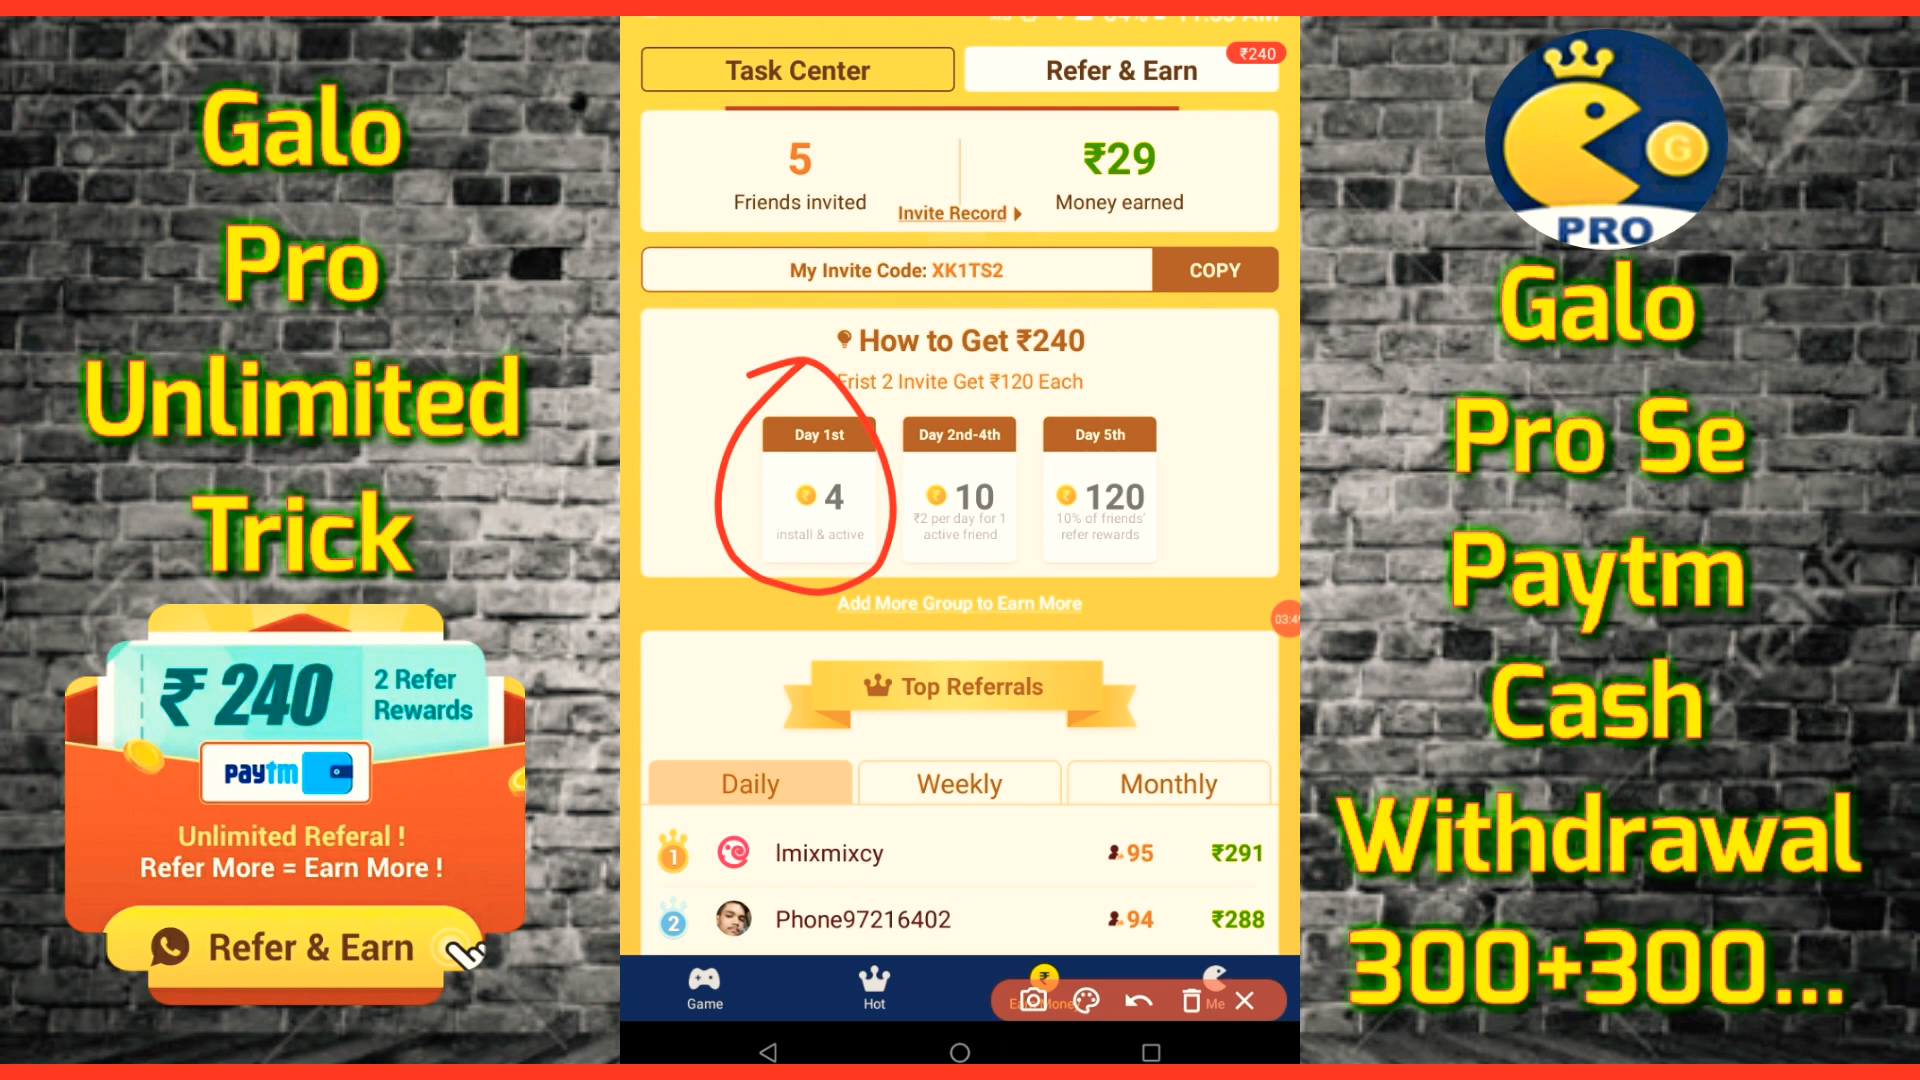 Galo
Pro
Unlimited
Trick
₹ 240
2 Refer
Rewards
paytm
Unlimited Referal !
Refer More = Earn More !
Refer & Earn
Task Center
Refer & Earn
₹240
5
Friends invited
Invite Record
₹29
Money earned
My Invite Code: XK1TS2
COPY
How to Get ₹240
Frist 2 Invite Get ₹120 Each
Day 1st
4
install & active
Day 2nd-4th
10
₹2 per day for 1
active friend
Day 5th
120
10% of friends'
refer rewards
Add More Group to Earn More
Top Referrals
Daily
Weekly
Monthly
1
lmixmixcy
95
₹291
2
Phone97216402
94
₹288
Game
Hot
Me
G
PRO
Galo
Pro Se
Paytm
Cash
Withdrawal
300+300...